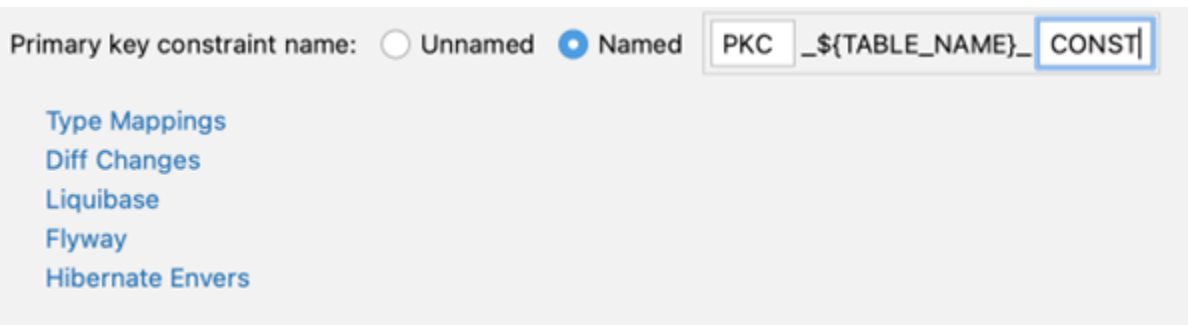 Primary key constraint name: Unnamed Named PKC _${TABLE_NAME}_ CONST
Type Mappings
Diff Changes
Liquibase
Flyway
Hibernate Envers